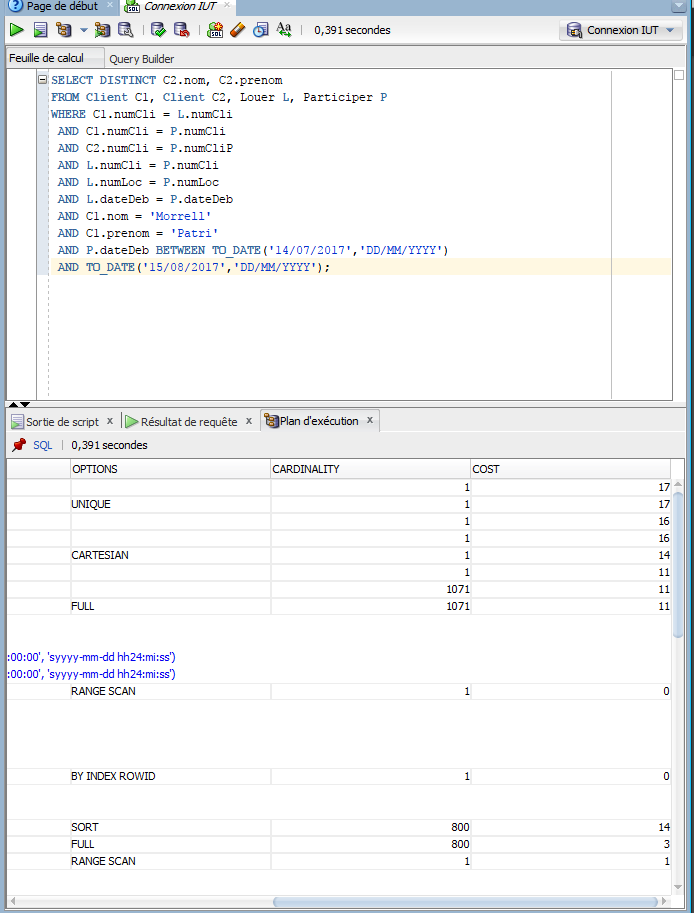 Page de début
Connexion IUT
0,391 secondes
Connexion IUT
Feuille de calcul
Query Builder
SELECT DISTINCT C2.nom, C2.prenom
FROM Client C1, Client C2, Louer L, Participer P
WHERE C1.numCli = L.numCli
AND C1.numCli = P.numCli
AND C2.numCli = P.numCliP
AND L.numCli = P.numCli
AND L.numLoc = P.numLoc
AND L.dateDeb = P.dateDeb
AND C1.nom = 'Morrell'
AND C1.prenom = 'Patri'
AND P.dateDeb BETWEEN TO_DATE('14/07/2017','DD/MM/YYYY')
AND TO_DATE('15/08/2017','DD/MM/YYYY');
Sortie de script x Résultat de requête x Plan d'exécution x
SQL | 0,391 secondes
OPTIONS CARDINALITY COST
1 17
UNIQUE 1 17
1 16
1 16
CARTESIAN 1 14
1 11
1071 11
FULL 1071 11
:00:00', 'syyyy-mm-dd hh24:mi:ss')
:00:00', 'syyyy-mm-dd hh24:mi:ss')
RANGE SCAN 1 0
BY INDEX ROWID 1 0
SORT 800 14
FULL 800 3
RANGE SCAN 1 1